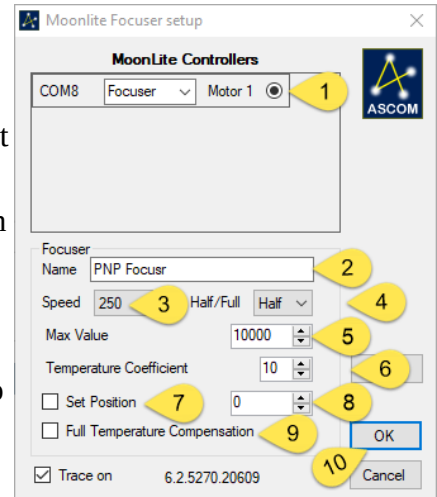 Moonlite Focuser setup
MoonLite Controllers
COM8 Focuser Motor 1 1
ASCOM
t
n
Focuser
Name PNP Focusr 2
Speed 250 3 Half/Full Half 4
Max Value 10000 5
Temperature Coefficient 10 6
Set Position 7 0 8
Full Temperature Compensation 9
OK
10
Trace on 6.2.5270.20609 Cancel